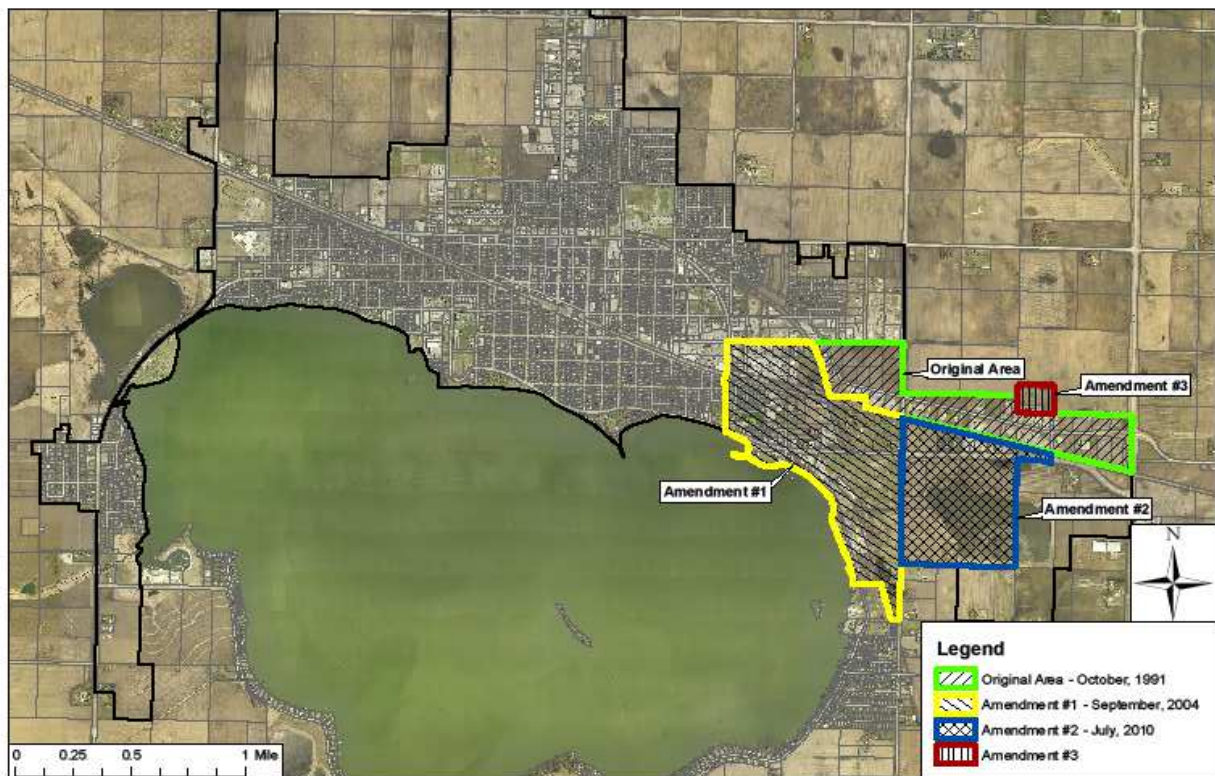 Original Area
Amendment #3
Amendment #1
Amendment #2
N
Legend
Original Area - October, 1991
Amendment #1 - September, 2004
Amendment #2 - July, 2010
Amendment #3
0 0.25 0.5 1 Mile